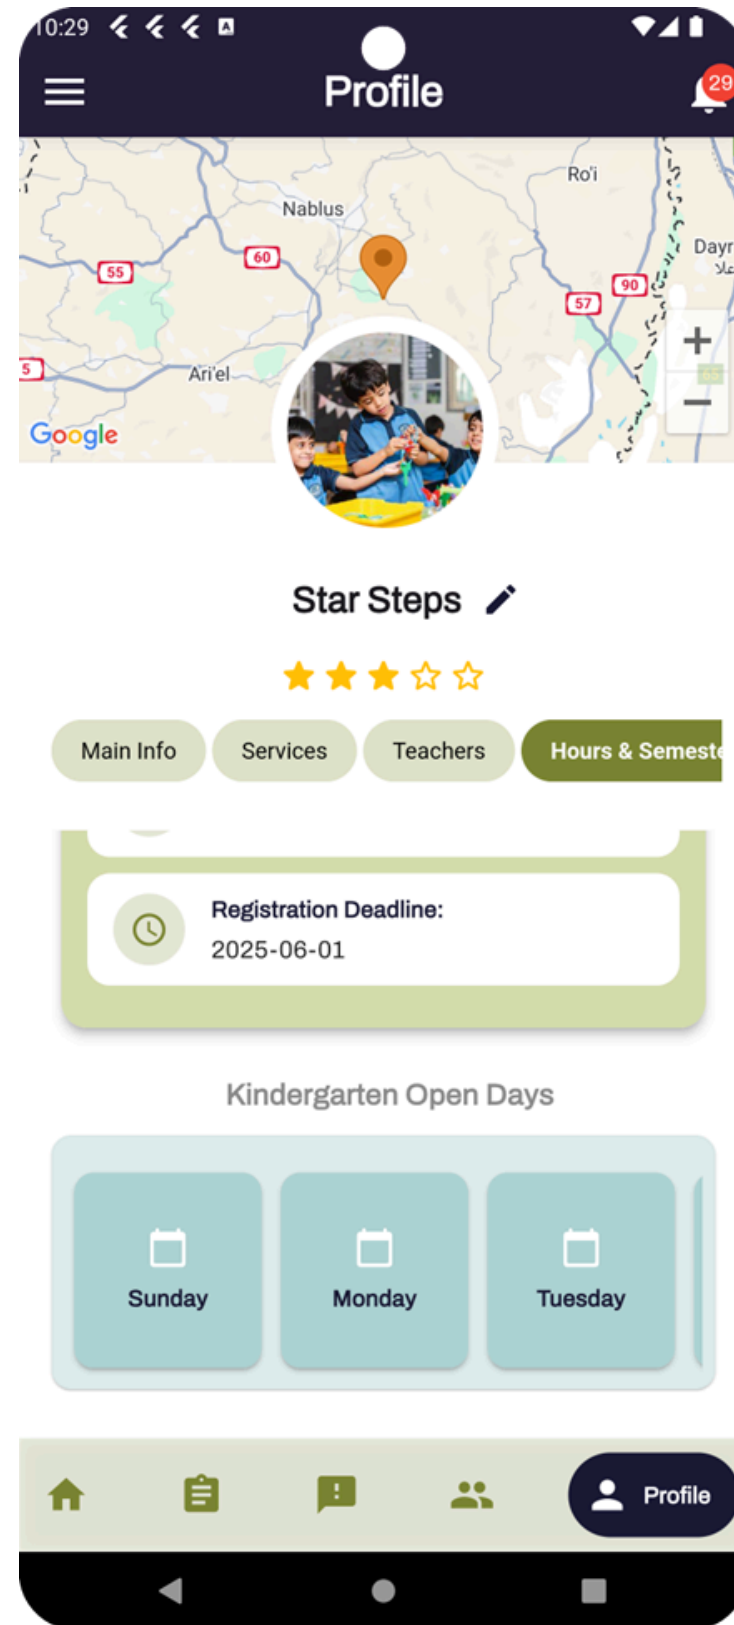 10:29
Profile
29
Ro'i
Nablus
Dayr
علا
60
55
90
57
5
Ari'el
Google
Star Steps
Main Info
Services
Teachers
Hours & Semeste
Registration Deadline:
2025-06-01
Kindergarten Open Days
Sunday
Monday
Tuesday
Profile